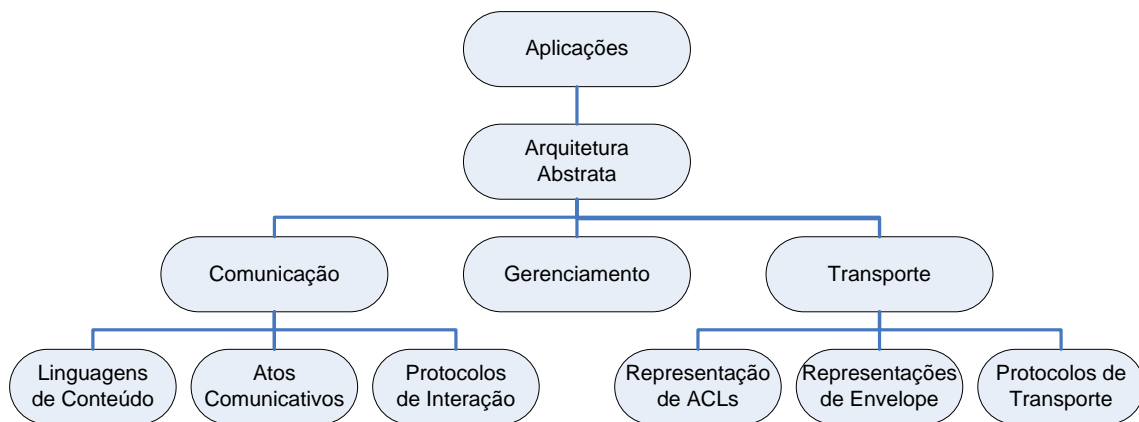 Aplicações
Arquitetura
Abstrata
Comunicação
Gerenciamento
Transporte
Linguagens
de Conteúdo
Atos
Comunicativos
Protocolos
de Interação
Representação
de ACLs
Representações
de Envelope
Protocolos de
Transporte